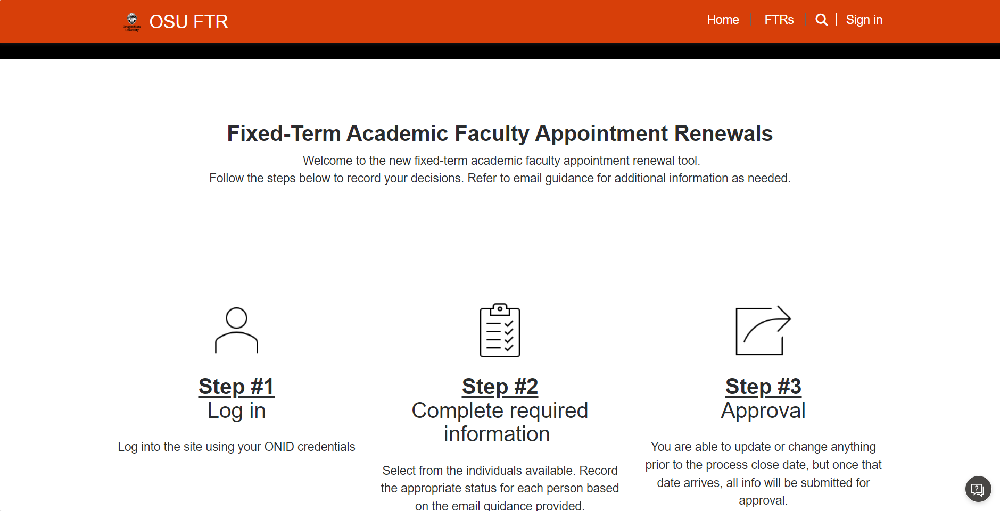 Oregon State
University
OSU FTR
Home
FTRs
Sign in
Fixed-Term Academic Faculty Appointment Renewals
Welcome to the new fixed-term academic faculty appointment renewal tool.
Follow the steps below to record your decisions. Refer to email guidance for additional information as needed.
Step #1
Log in
Log into the site using your ONID credentials
Step #2
Complete required
information
Select from the individuals available. Record
the appropriate status for each person based
on the email guidance provided.
Step #3
Approval
You are able to update or change anything
prior to the process close date, but once that
date arrives, all info will be submitted for
approval.